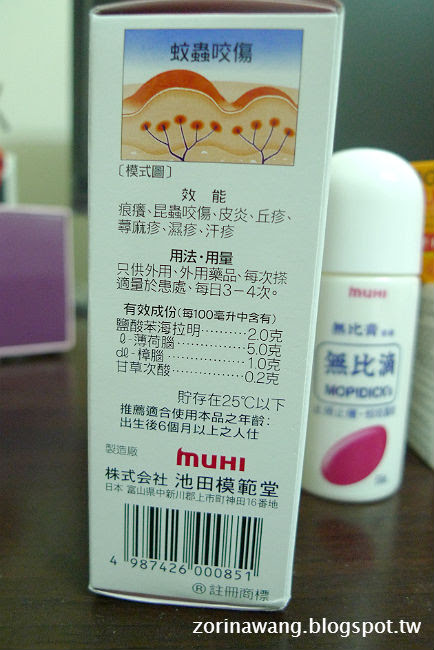 蚊蟲咬傷
〔模式圖〕
效 能
痕癢、昆蟲咬傷、皮炎、丘疹、
蕁麻疹、濕疹、汗疹
用法・用量
只供外用、外用藥品、每次搽
適量於患處、每日3－4次。
有效成份(每100毫升中含有)
鹽酸苯海拉明………2.0克
ℓ-薄荷腦……………5.0克
dℓ-樟腦………………1.0克
甘草次酸……………0.2克
貯存在25℃以下
推薦適合使用本品之年齡:
出生後6個月以上之人仕
製造廠 MUHI
株式会社 池田模範堂
日本 富山県中新川郡上市町神田16番地
4 987426 000851
® 註冊商標
MUHI
無比膏
無比滴
MOPIDICK
zorinawang.blogspot.tw